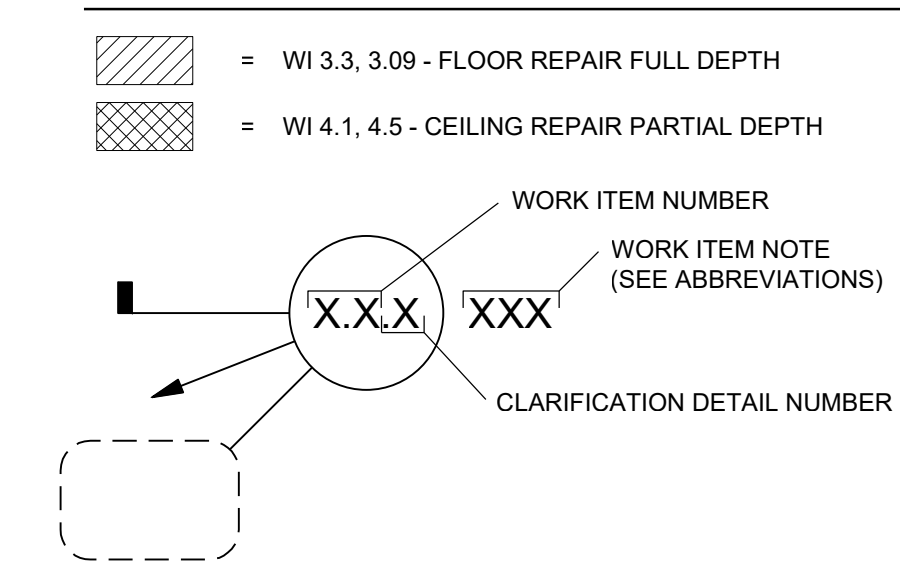 = WI 3.3, 3.09 - FLOOR REPAIR FULL DEPTH
= WI 4.1, 4.5 - CEILING REPAIR PARTIAL DEPTH
WORK ITEM NUMBER
WORK ITEM NOTE
(SEE ABBREVIATIONS)
X.X.X XXX
CLARIFICATION DETAIL NUMBER